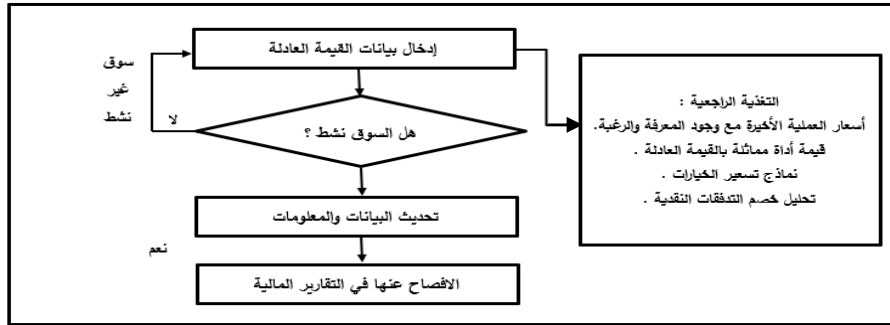 إدخال بيانات القيمة العادلة
سوق
غير
نشط
لا
هل السوق نشط ؟
التغذية الراجعية :
أسعار العملية الأخيرة مع وجود المعرفة والرغبة.
قيمة أداة مماثلة بالقيمة العادلة .
نماذج تسعير الخيارات .
تحليل خصم التدفقات النقدية .
تحديث البيانات والمعلومات
نعم
الافصاح عنها في التقارير المالية